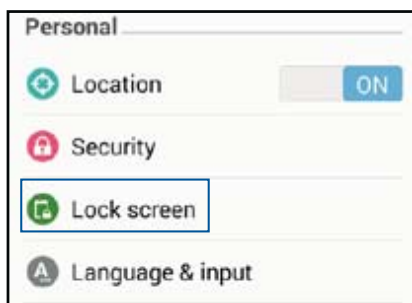 Personal
Location ON
Security
Lock screen
Language & input